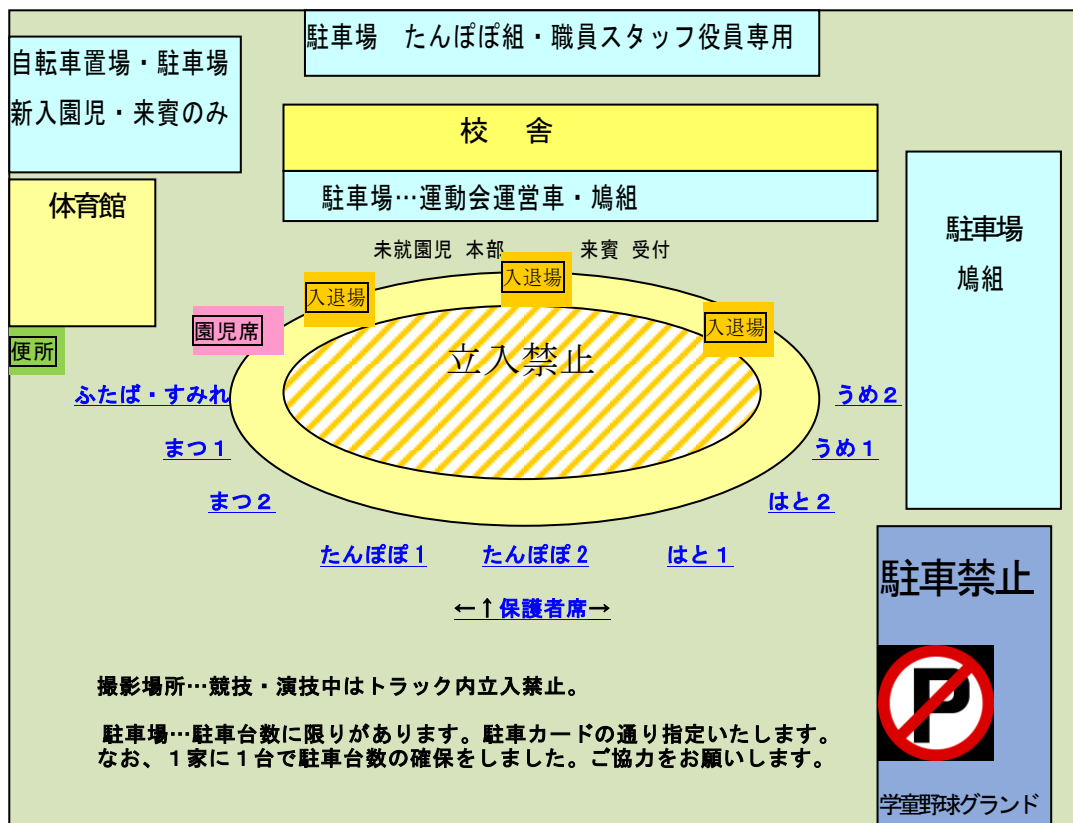 駐車場　たんぽぽ組・職員スタッフ役員専用
自転車置場・駐車場
新入園児・来賓のみ
校　舎
駐車場…運動会運営車・鳩組
体育館
駐車場
鳩組
未就園児 本部
来賓 受付
入退場
入退場
入退場
園児席
便所
立入禁止
ふたば・すみれ
うめ２
まつ１
うめ１
まつ２
はと２
たんぽぽ１
たんぽぽ２
はと１
←↑保護者席→
駐車禁止
P
学童野球グランド
撮影場所…競技・演技中はトラック内立入禁止。
駐車場…駐車台数に限りがあります。駐車カードの通り指定いたします。
なお、１家に１台で駐車台数の確保をしました。ご協力をお願いします。